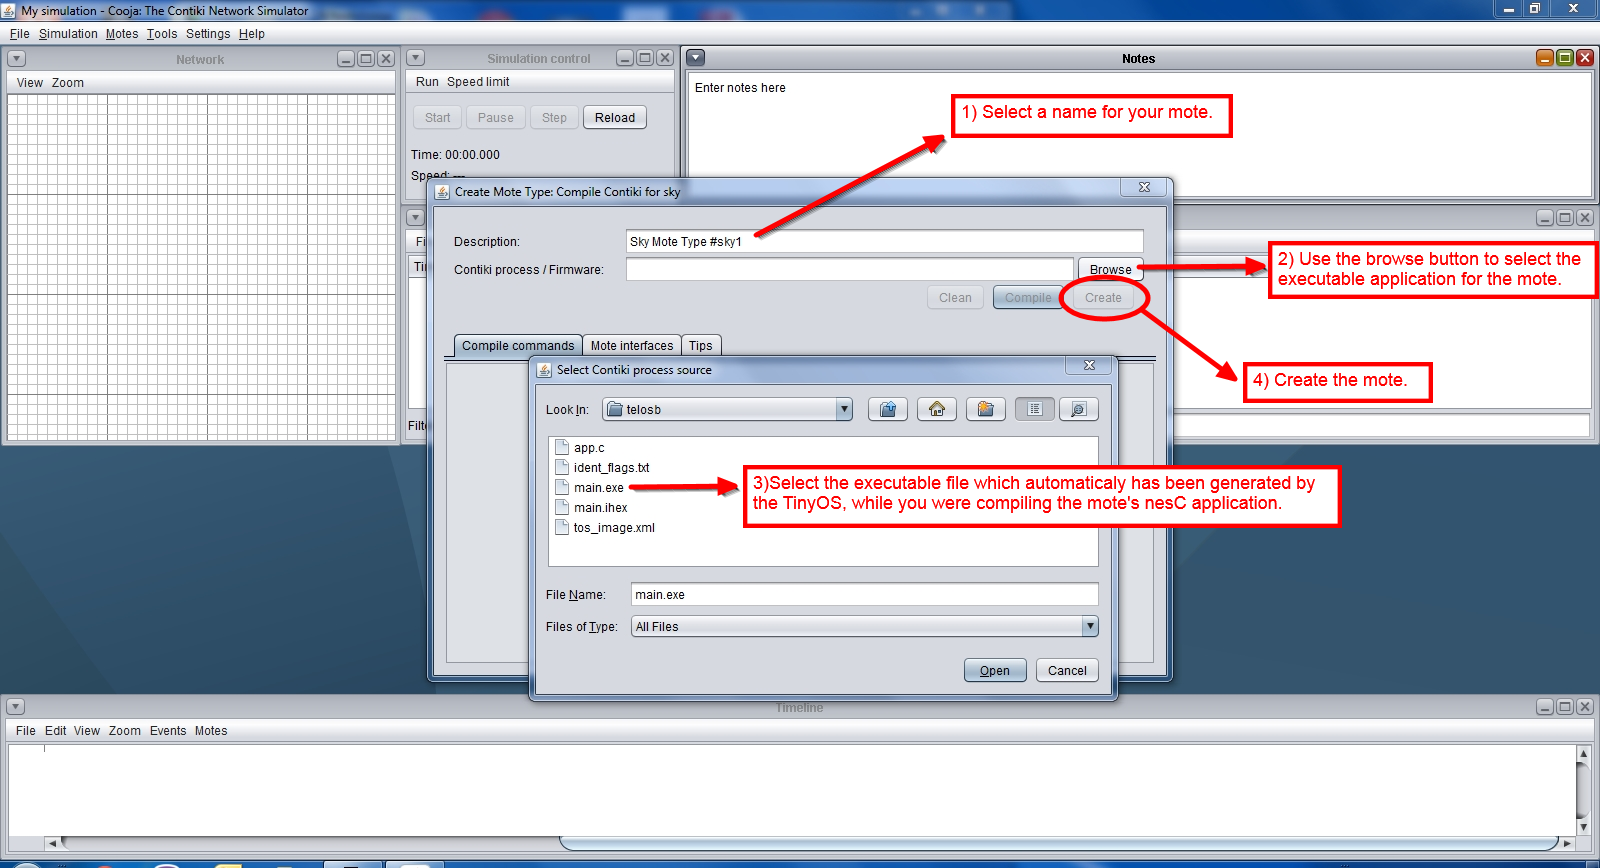 My simulation - Cooja: The Contiki Network Simulator
File Simulation Motes Tools Settings Help
Network
View Zoom
Simulation control
Run Speed limit
Start Pause Step Reload
Time: 00:00.000
Speed: ---
Notes
Enter notes here
1) Select a name for your mote.
Create Mote Type: Compile Contiki for sky
Description:
Sky Mote Type #sky1
Contiki process / Firmware:
Browse
2) Use the browse button to select the
executable application for the mote.
Clean Compile Create
4) Create the mote.
Compile commands Mote interfaces Tips
Select Contiki process source
Look In: telosb
app.c
ident_flags.txt
main.exe
main.ihex
tos_image.xml
3)Select the executable file which automaticaly has been generated by
the TinyOS, while you were compiling the mote's nesC application.
File Name: main.exe
Files of Type: All Files
Open Cancel
Timeline
File Edit View Zoom Events Motes